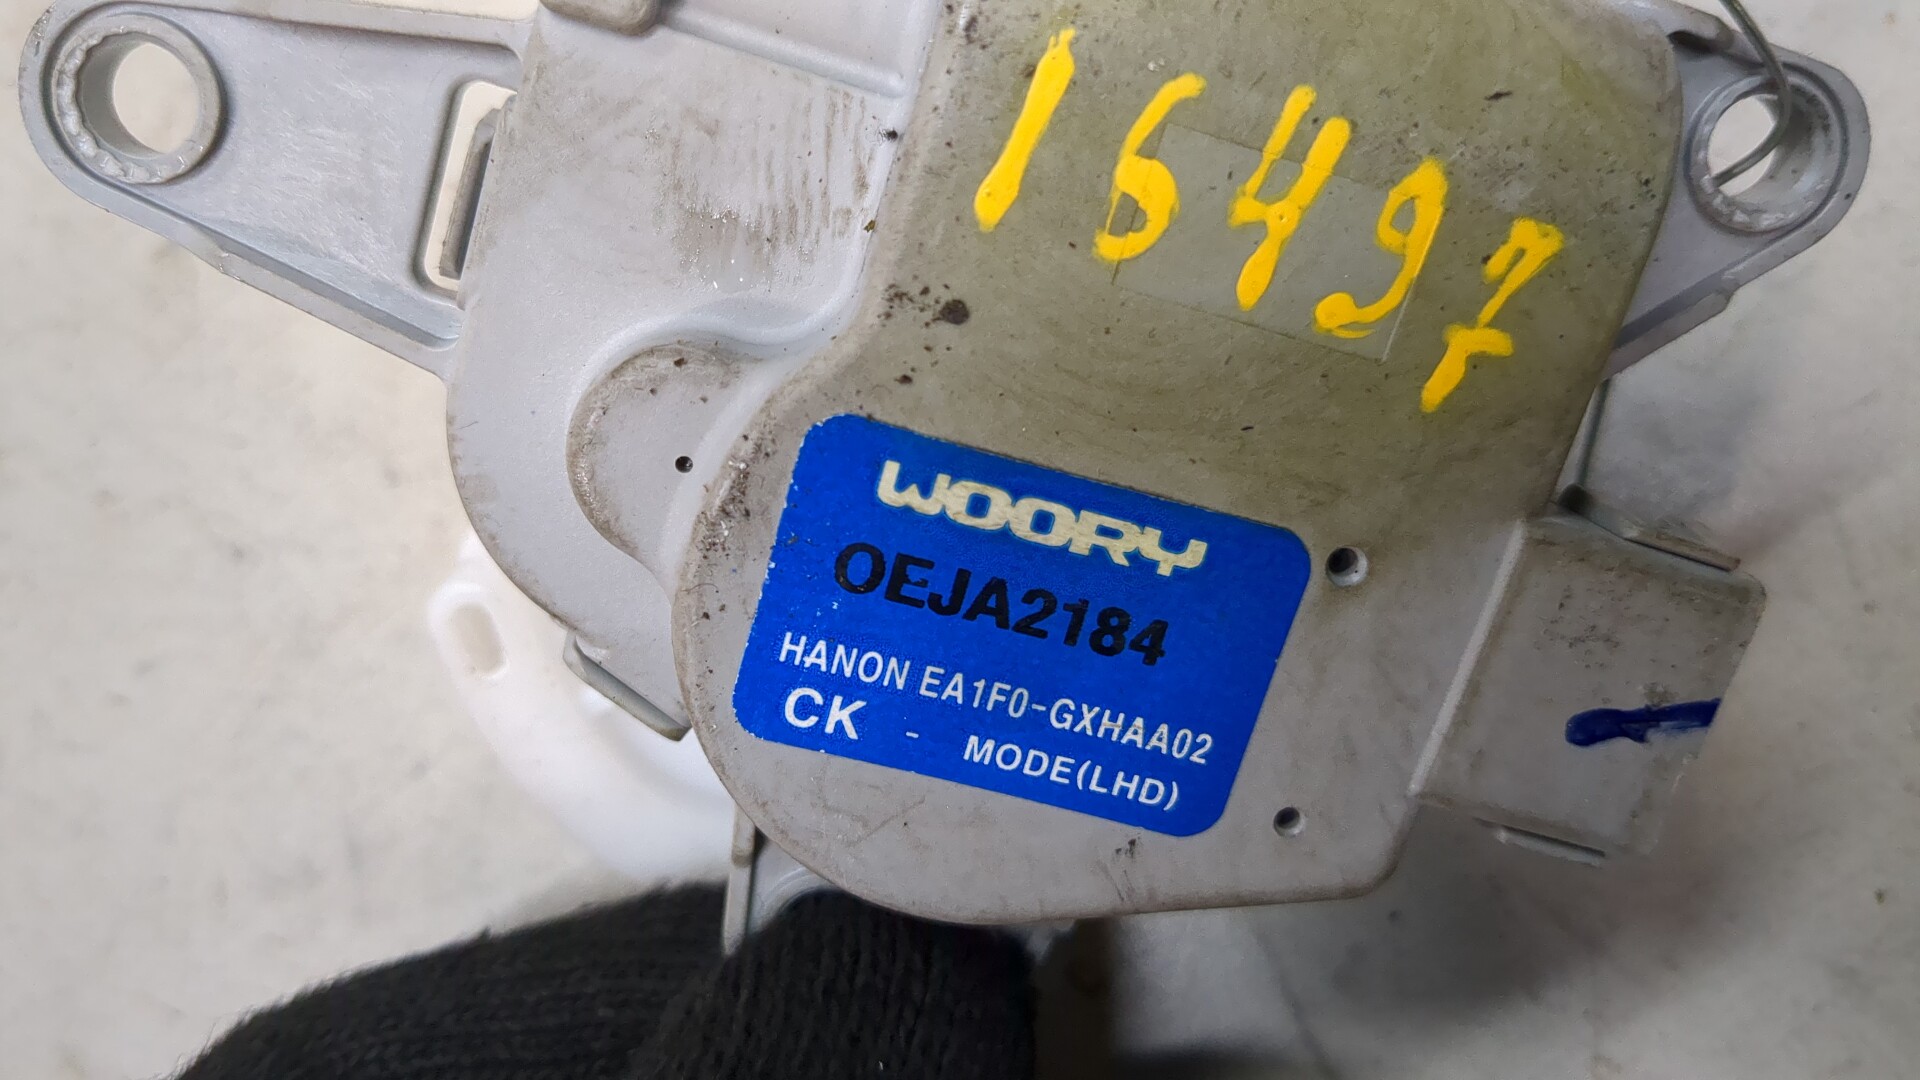 16497
WOORY
OEJA2184
HANON EA1F0-GXHAA02
CK - MODE(LHD)